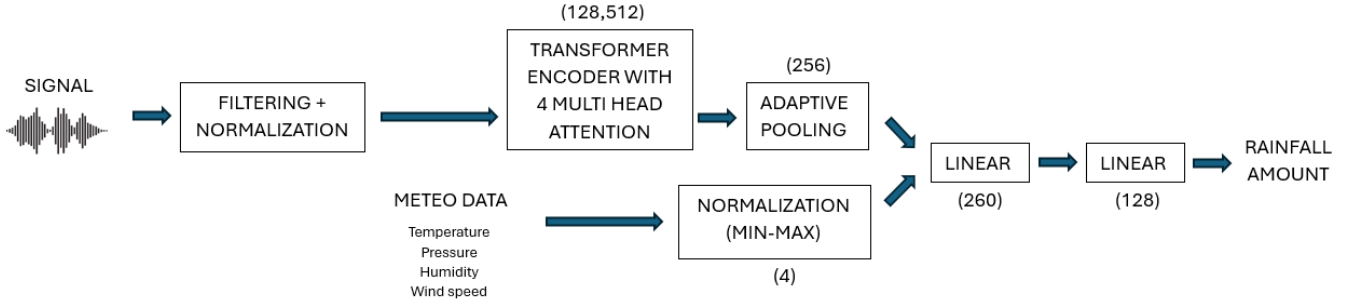 SIGNAL
FILTERING +
NORMALIZATION
(128,512)
TRANSFORMER
ENCODER WITH
4 MULTI HEAD
ATTENTION
(256)
ADAPTIVE
POOLING
METEO DATA
Temperature
Pressure
Humidity
Wind speed
NORMALIZATION
(MIN-MAX)
(4)
LINEAR
(260)
LINEAR
(128)
RAINFALL
AMOUNT